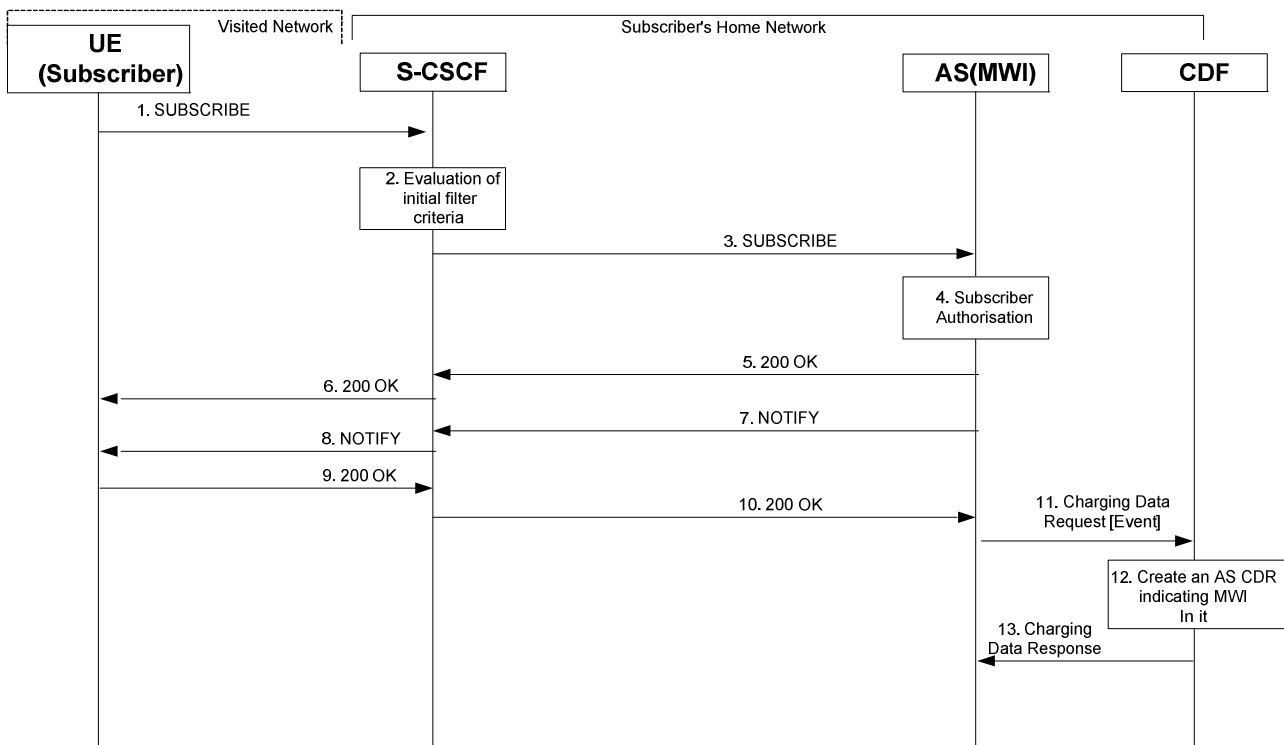 Visited Network
Subscriber's Home Network
UE
(Subscriber)
S-CSCF
AS(MWI)
CDF
1. SUBSCRIBE
2. Evaluation of
initial filter
criteria
3. SUBSCRIBE
4. Subscriber
Authorisation
5. 200 OK
6. 200 OK
7. NOTIFY
8. NOTIFY
9. 200 OK
10. 200 OK
11. Charging Data
Request [Event]
12. Create an AS CDR
indicating MWI
In it
13. Charging
Data Response